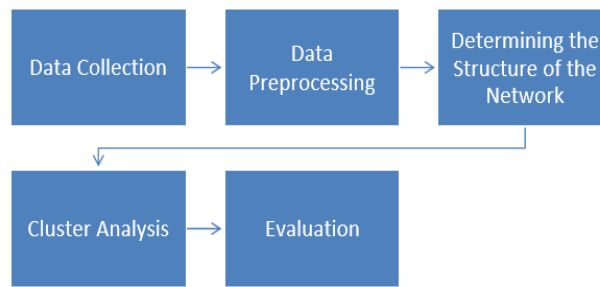 Data Collection
Data
Preprocessing
Determining the
Structure of the
Network
Cluster Analysis
Evaluation